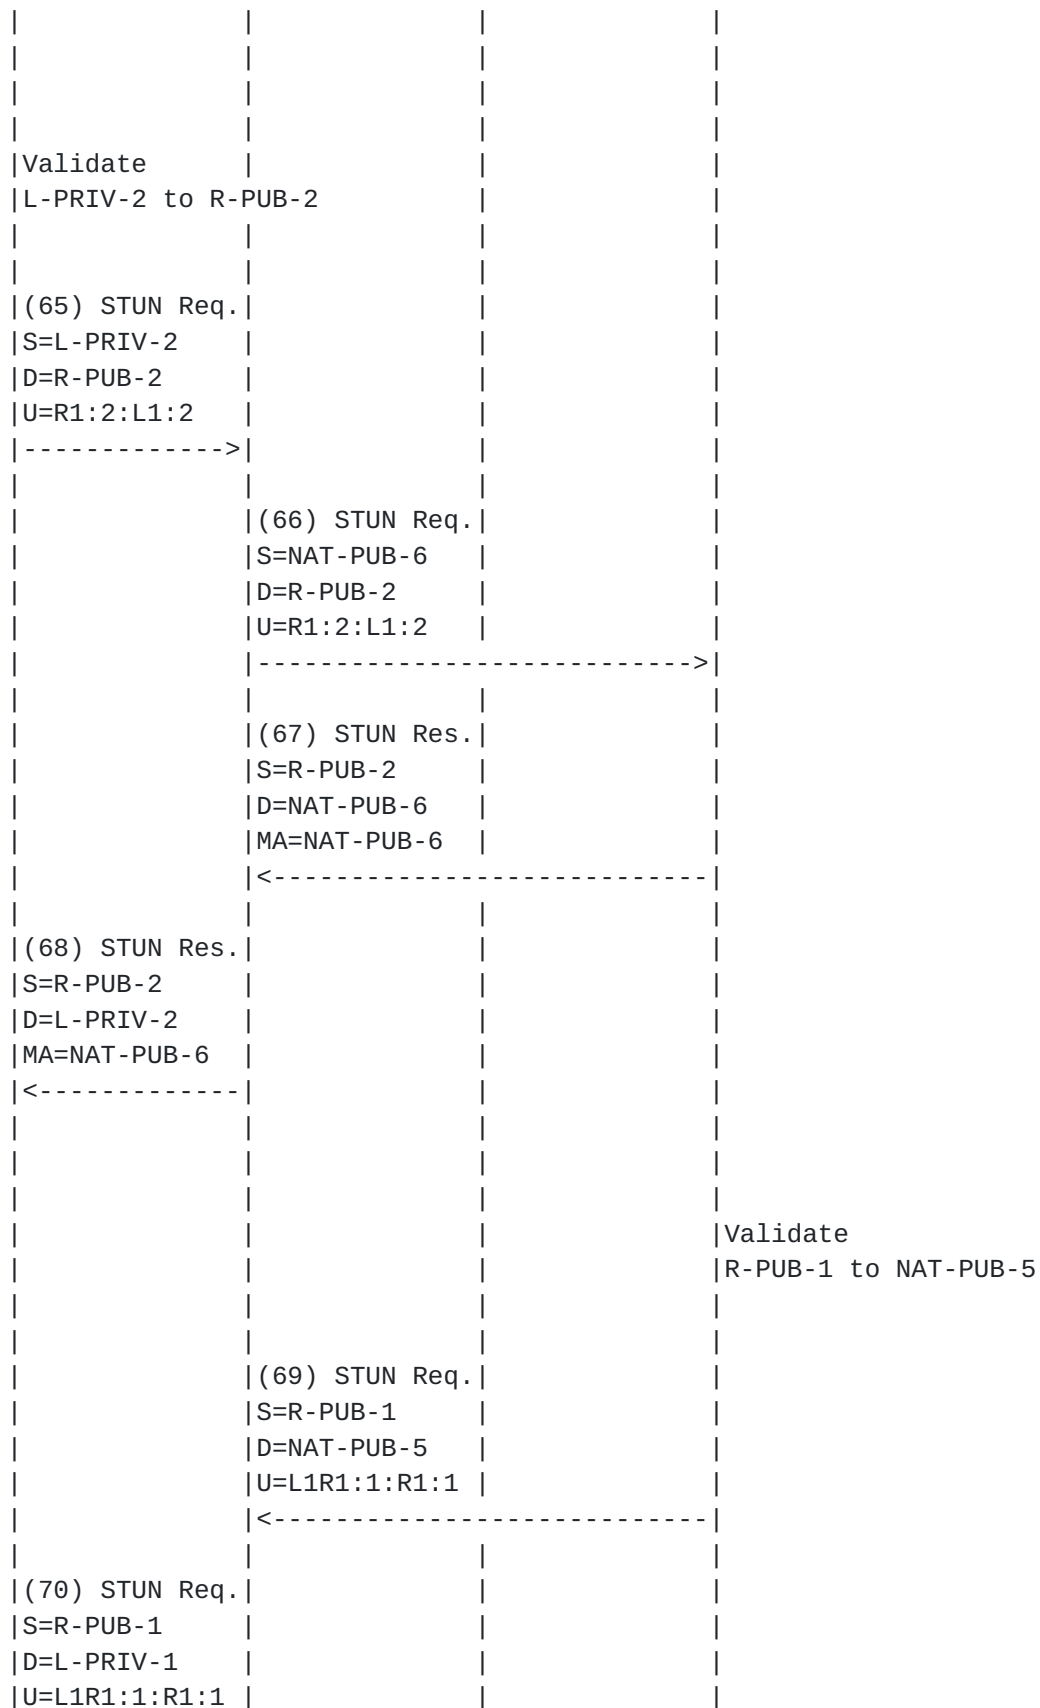 |              |              |              |
|              |              |              |
|              |              |              |
|              |              |              |
|Validate      |              |              |
|L-PRIV-2 to R-PUB-2          |              |
|              |              |              |
|              |              |              |
|(65) STUN Req.|              |              |
|S=L-PRIV-2    |              |              |
|D=R-PUB-2     |              |              |
|U=R1:2:L1:2   |              |              |
|------------->|              |              |
|              |              |              |
|              |(66) STUN Req.|              |
|              |S=NAT-PUB-6   |              |
|              |D=R-PUB-2     |              |
|              |U=R1:2:L1:2   |              |
|              |---------------------------->|
|              |              |              |
|              |(67) STUN Res.|              |
|              |S=R-PUB-2     |              |
|              |D=NAT-PUB-6   |              |
|              |MA=NAT-PUB-6  |              |
|              |<----------------------------|
|              |              |              |
|(68) STUN Res.|              |              |
|S=R-PUB-2     |              |              |
|D=L-PRIV-2    |              |              |
|MA=NAT-PUB-6  |              |              |
|<-------------|              |              |
|              |              |              |
|              |              |              |
|              |              |              |
|              |              |              |Validate
|              |              |              |R-PUB-1 to NAT-PUB-5
|              |              |              |
|              |              |              |
|              |(69) STUN Req.|              |
|              |S=R-PUB-1     |              |
|              |D=NAT-PUB-5   |              |
|              |U=L1R1:1:R1:1 |              |
|              |<----------------------------|
|              |              |              |
|(70) STUN Req.|              |              |
|S=R-PUB-1     |              |              |
|D=L-PRIV-1    |              |              |
|U=L1R1:1:R1:1 |              |              |